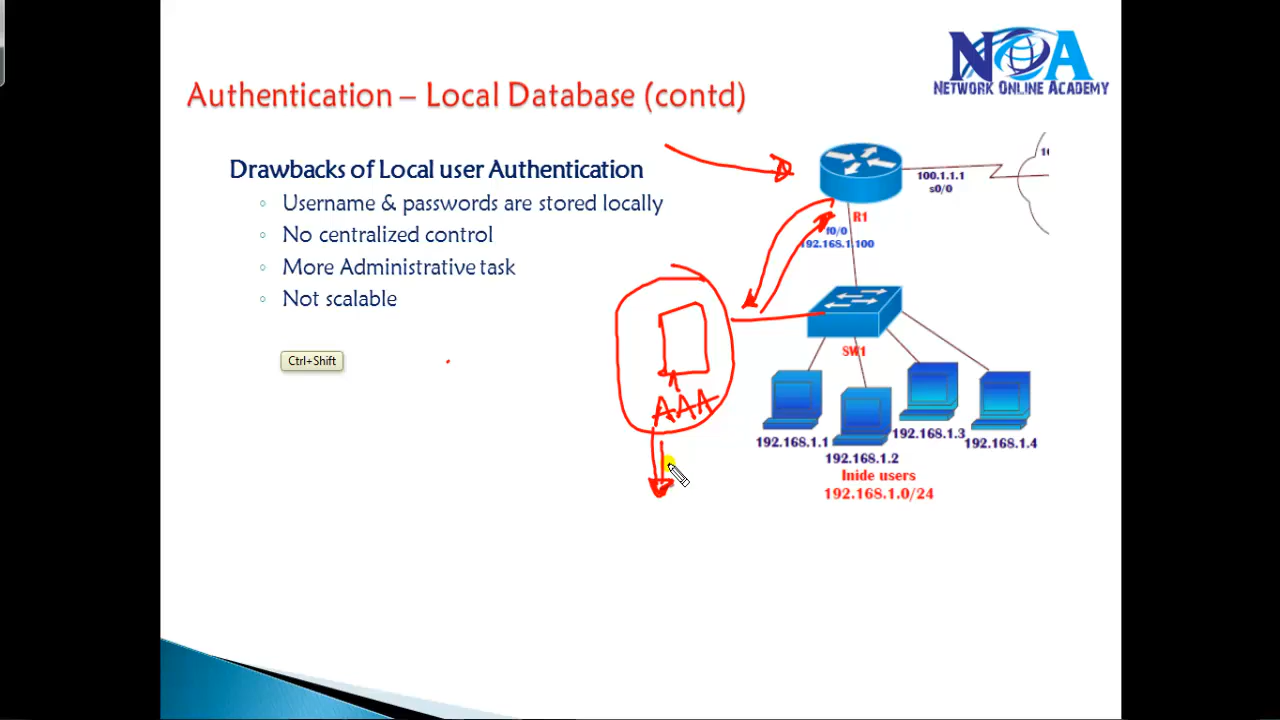 NOA
NETWORK ONLINE ACADEMY
Authentication – Local Database (contd)
Drawbacks of Local user Authentication
Username & passwords are stored locally
No centralized control
More Administrative task
Not scalable
Ctrl+Shift
100.1.1.1
s0/0
R1
f0/0
192.168.1.100
SW1
AAA
192.168.1.1
192.168.1.2
192.168.1.3
192.168.1.4
Inide users
192.168.1.0/24